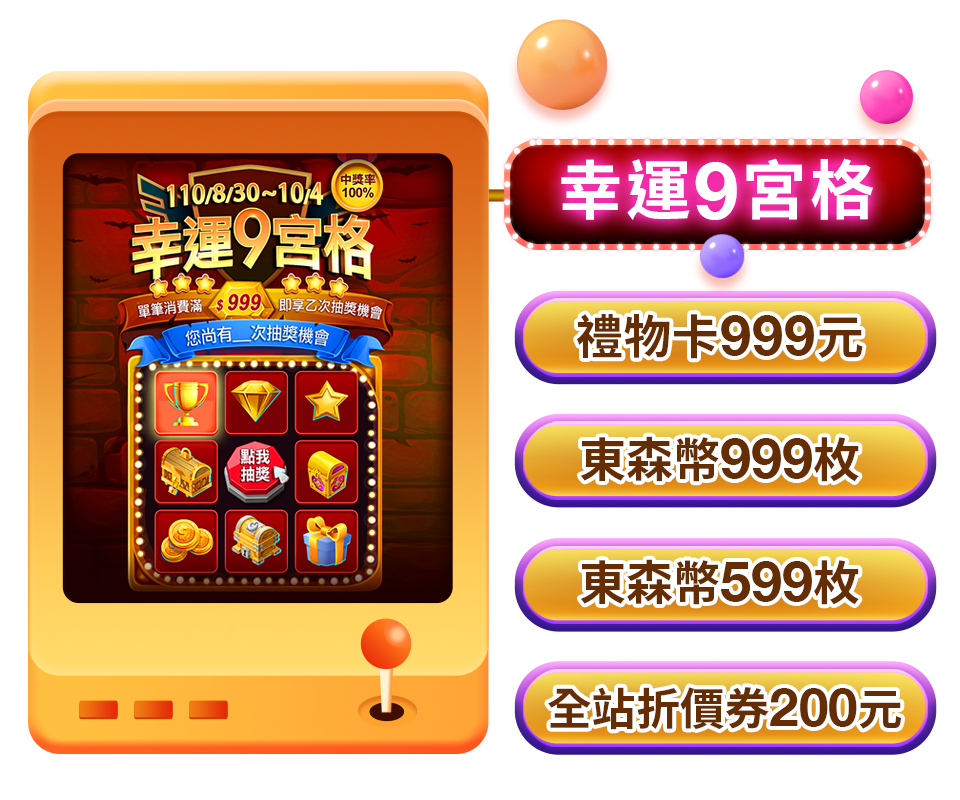 110/8/30~10/4
中獎率
100%
幸運9宮格
單筆消費滿 $999 即享乙次抽獎機會
您尚有__次抽獎機會
點我
抽獎
幸運9宮格
禮物卡999元
東森幣999枚
東森幣599枚
全站折價券200元